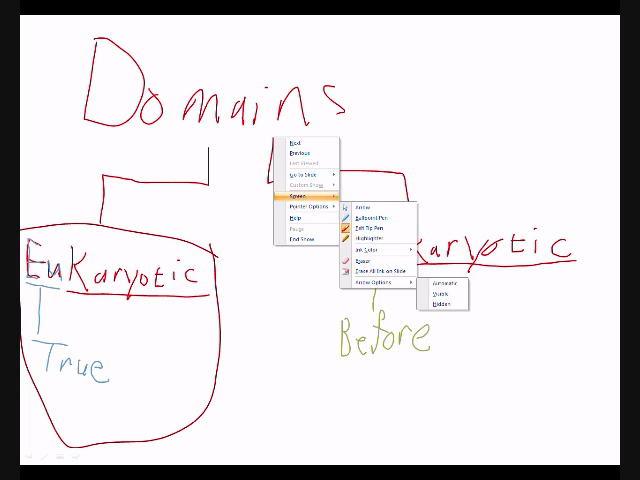 Domains
Next
Previous
Last Viewed
Go to Slide
Custom Show
Screen
Pointer Options
Help
Pause
End Show
Arrow
Ballpoint Pen
Felt Tip Pen
Highlighter
Ink Color
Eraser
Erase All Ink on Slide
Arrow Options
Automatic
Visible
Hidden
EuKaryotic
karyotic
True
Before